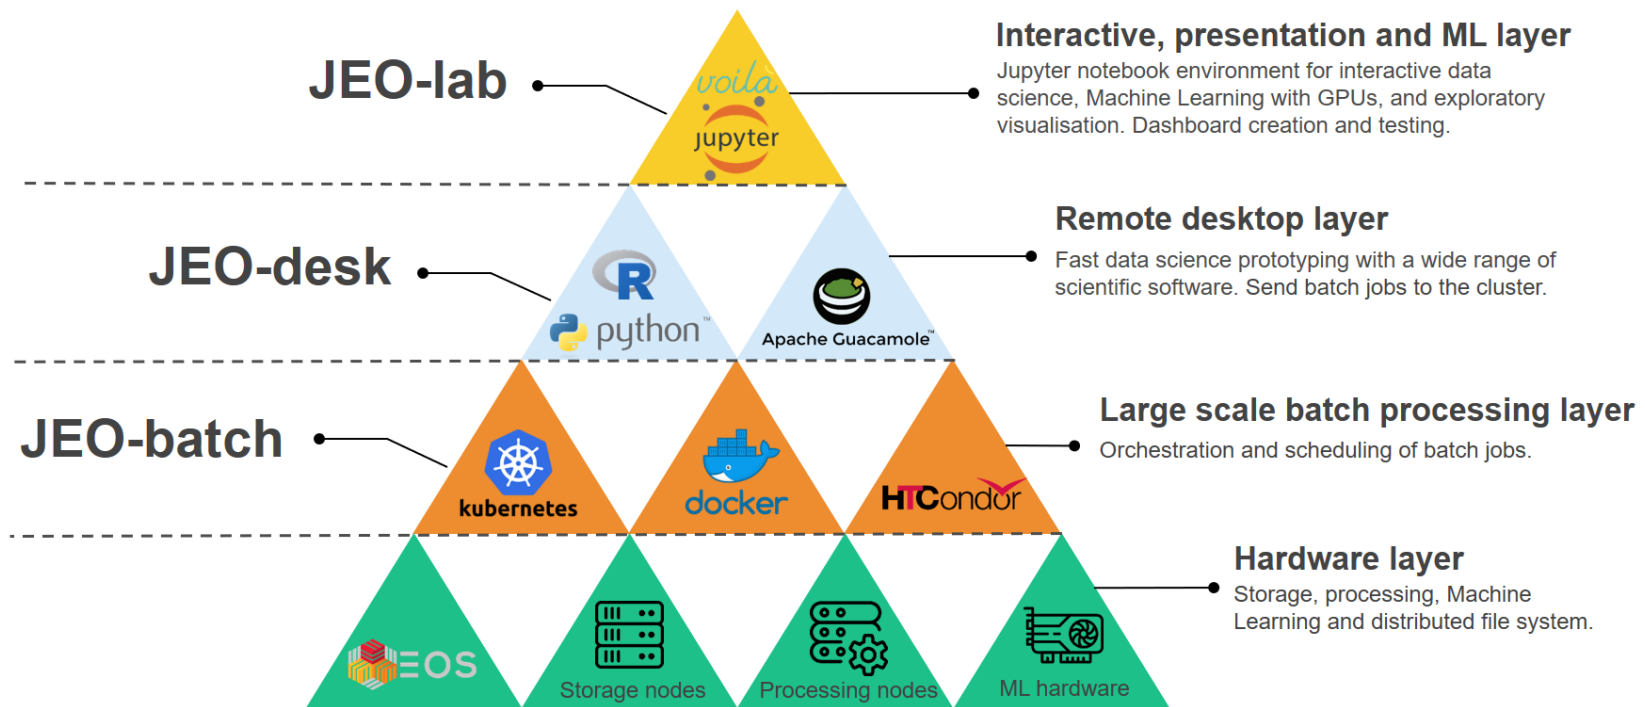 JEO-lab
voilà
jupyter
Interactive, presentation and ML layer
Jupyter notebook environment for interactive data
science, Machine Learning with GPUs, and exploratory
visualisation. Dashboard creation and testing.
JEO-desk
R
python™
Apache Guacamole™
Remote desktop layer
Fast data science prototyping with a wide range of
scientific software. Send batch jobs to the cluster.
JEO-batch
kubernetes
docker
HTCondor
Large scale batch processing layer
Orchestration and scheduling of batch jobs.
EOS
Storage nodes
Processing nodes
ML hardware
Hardware layer
Storage, processing, Machine
Learning and distributed file system.